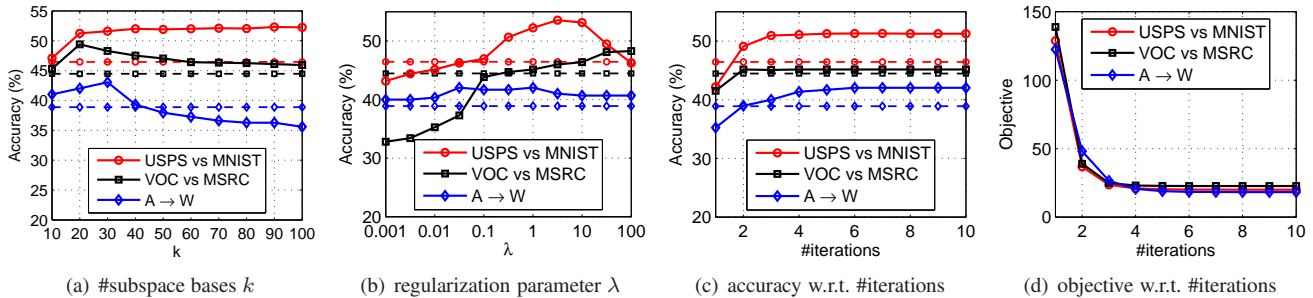 55
50
45
40
35
30
25
20
Accuracy (%)
10 20 30 40 50 60 70 80 90 100
k
USPS vs MNIST
VOC vs MSRC
A → W
(a) #subspace bases k
50
40
30
20
Accuracy (%)
0.001 0.01 0.1 1 10 100
λ
USPS vs MNIST
VOC vs MSRC
A → W
(b) regularization parameter λ
55
50
45
40
35
30
25
20
Accuracy (%)
2 4 6 8 10
#iterations
USPS vs MNIST
VOC vs MSRC
A → W
(c) accuracy w.r.t. #iterations
150
100
50
0
Objective
2 4 6 8 10
#iterations
USPS vs MNIST
VOC vs MSRC
A → W
(d) objective w.r.t. #iterations